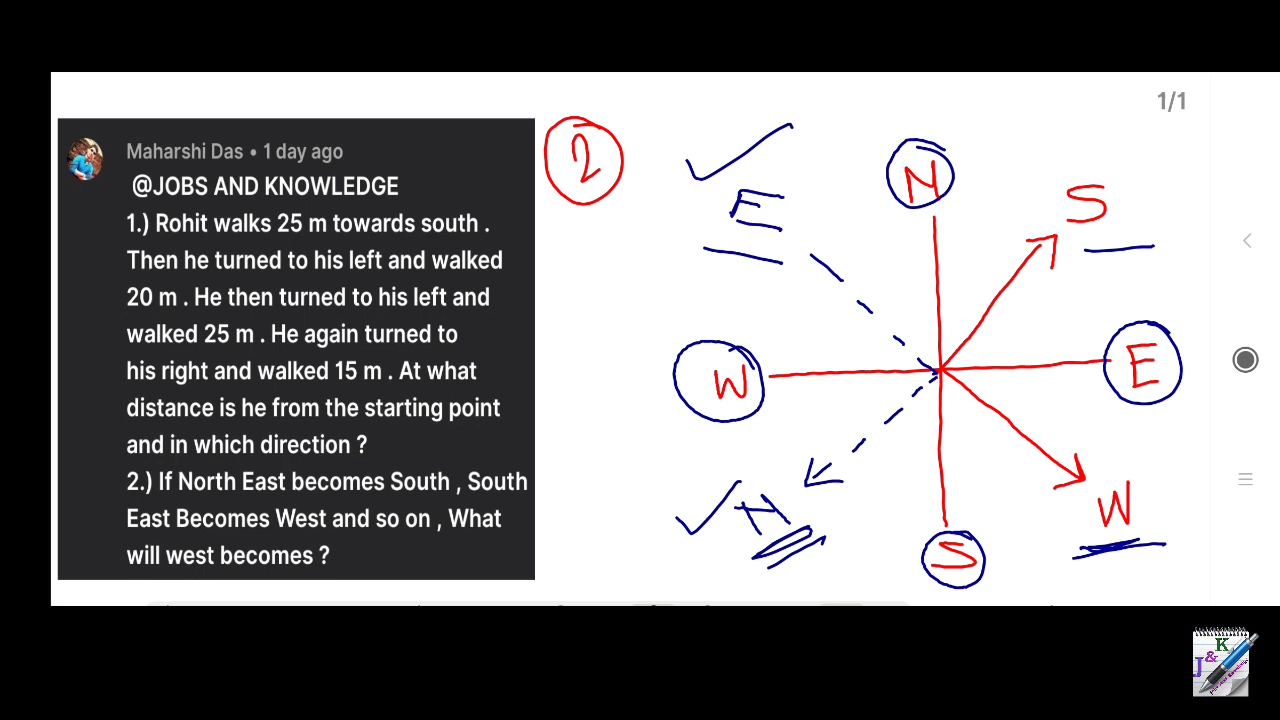 1/1
Maharshi Das • 1 day ago
@JOBS AND KNOWLEDGE
1.) Rohit walks 25 m towards south .
Then he turned to his left and walked
20 m . He then turned to his left and
walked 25 m . He again turned to
his right and walked 15 m . At what
distance is he from the starting point
and in which direction ?
2.) If North East becomes South , South
East Becomes West and so on , What
will west becomes ?
2
E
N
S
W
E
N
S
W
J&K